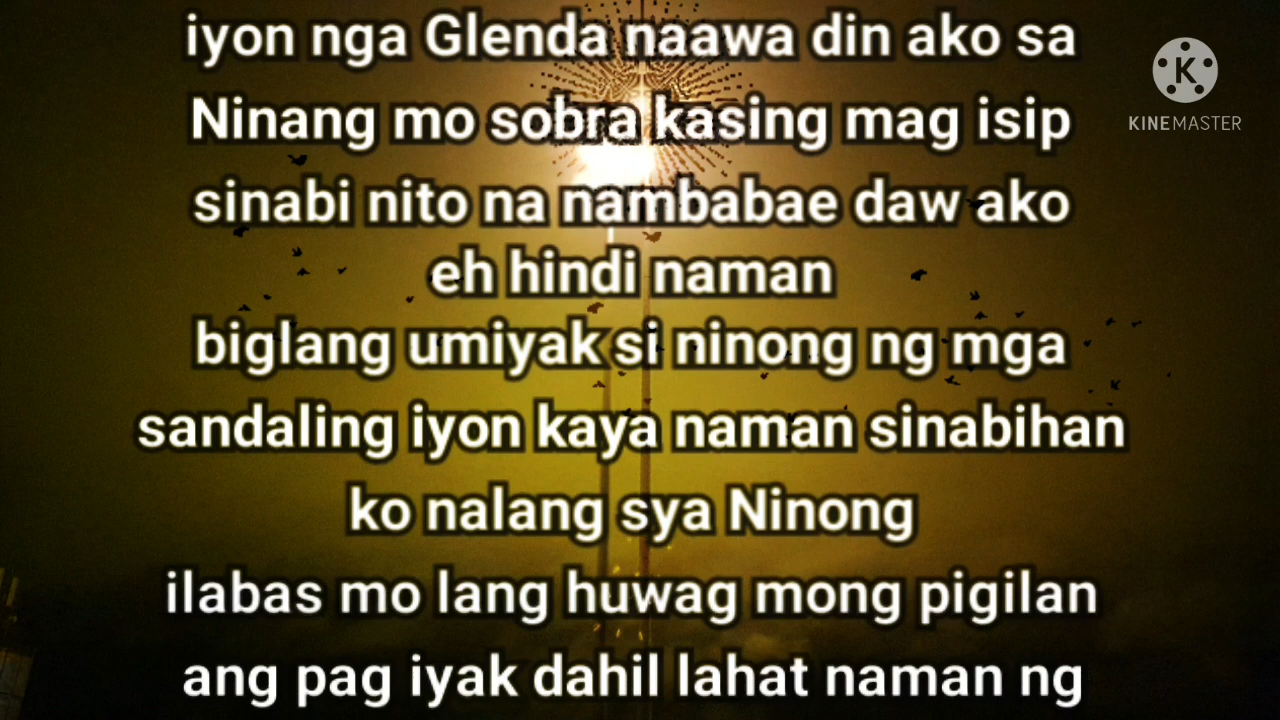 iyon nga Glenda naawa din ako sa
Ninang mo sobra kasing mag isip
sinabi nito na nambabae daw ako
eh hindi naman
biglang umiyak si ninong ng mga
sandaling iyon kaya naman sinabihan
ko nalang sya Ninong
ilabas mo lang huwag mong pigilan
ang pag iyak dahil lahat naman ng
K
KINEMASTER